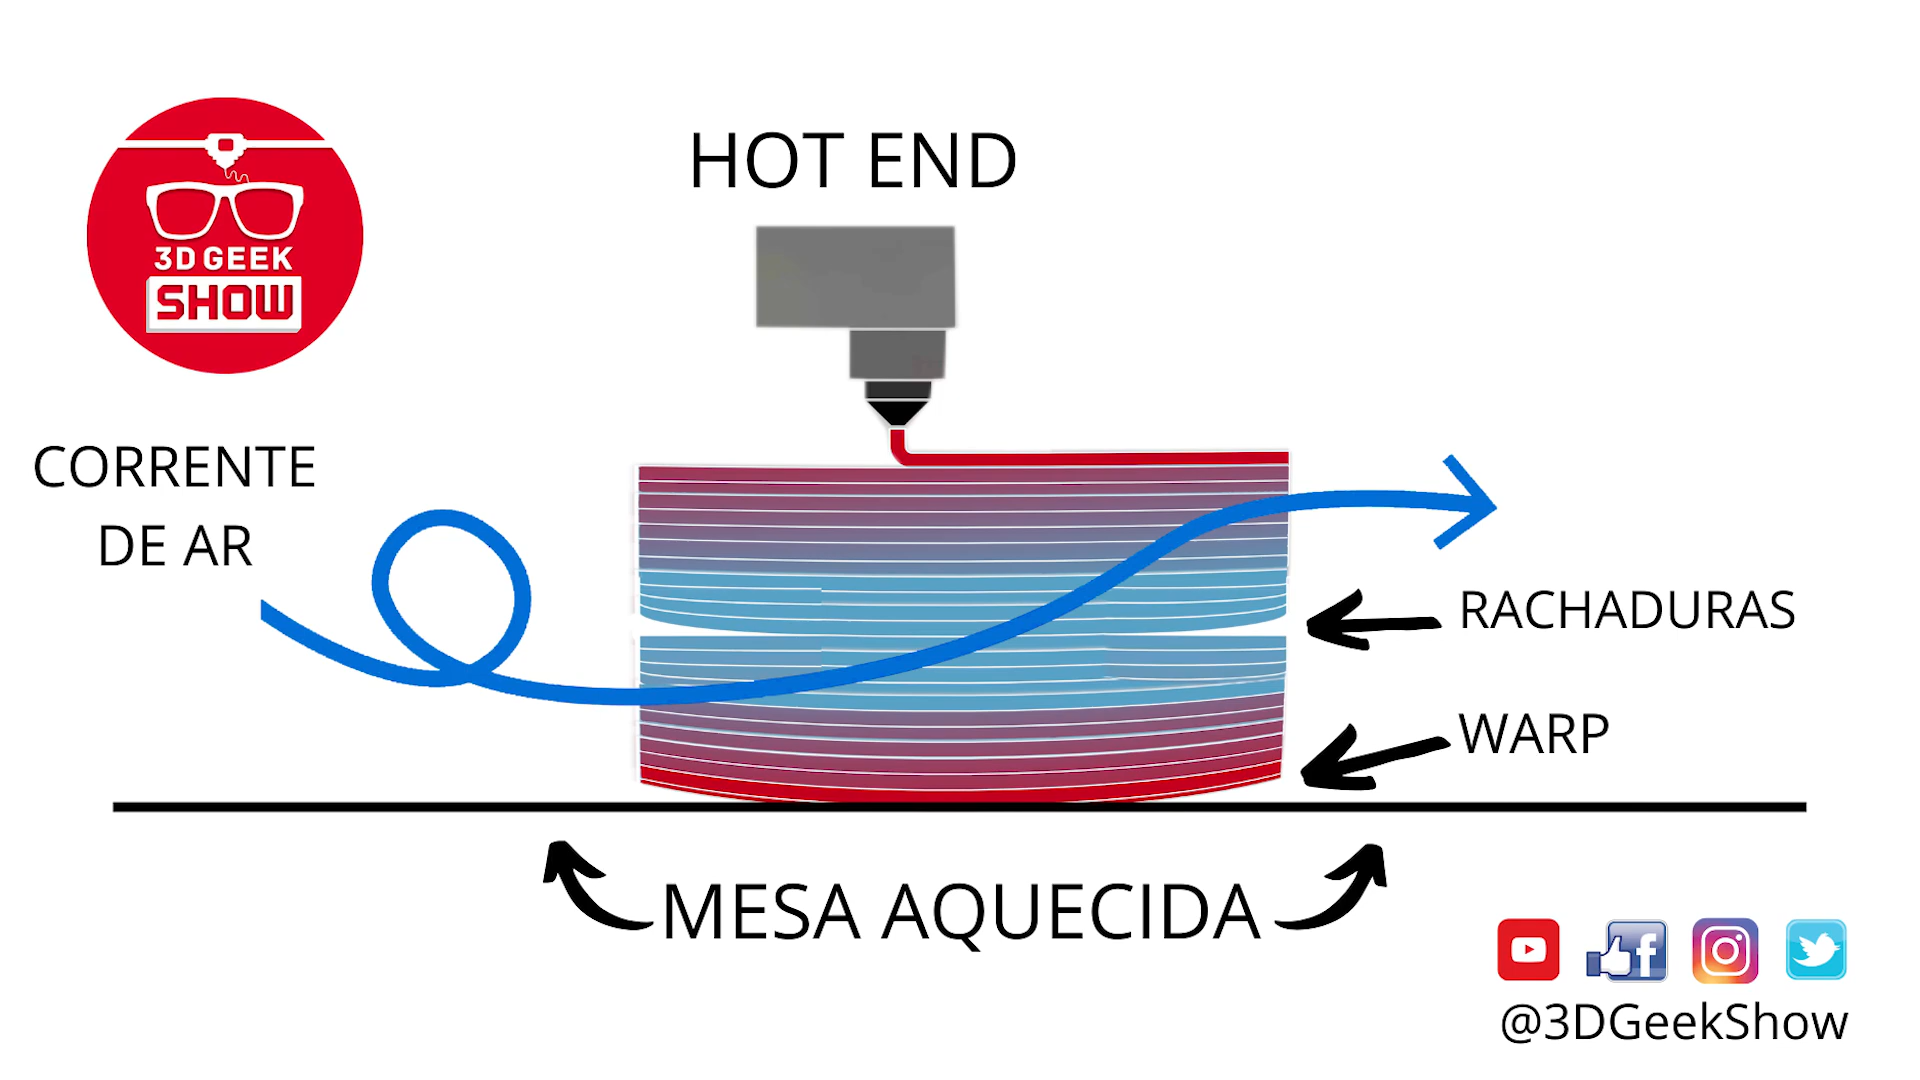 3D GEEK
SHOW
HOT END
CORRENTE
DE AR
RACHADURAS
WARP
MESA AQUECIDA
@3DGeekShow